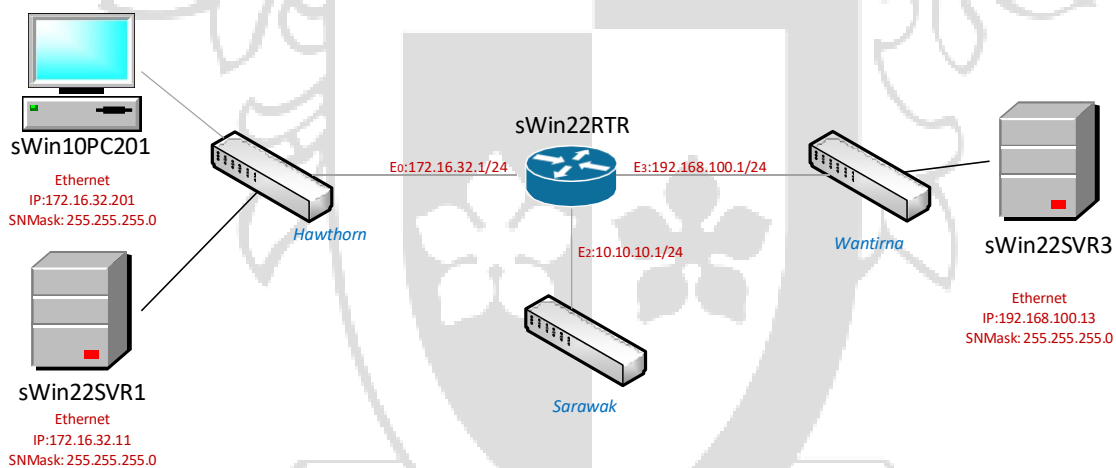 sWin10PC201
Ethernet
IP:172.16.32.201
SNMask: 255.255.255.0
Hawthorn
sWin22SVR1
Ethernet
IP:172.16.32.11
SNMask: 255.255.255.0
sWin22RTR
E0:172.16.32.1/24
E3:192.168.100.1/24
E2:10.10.10.1/24
Sarawak
Wantirna
sWin22SVR3
Ethernet
IP:192.168.100.13
SNMask: 255.255.255.0